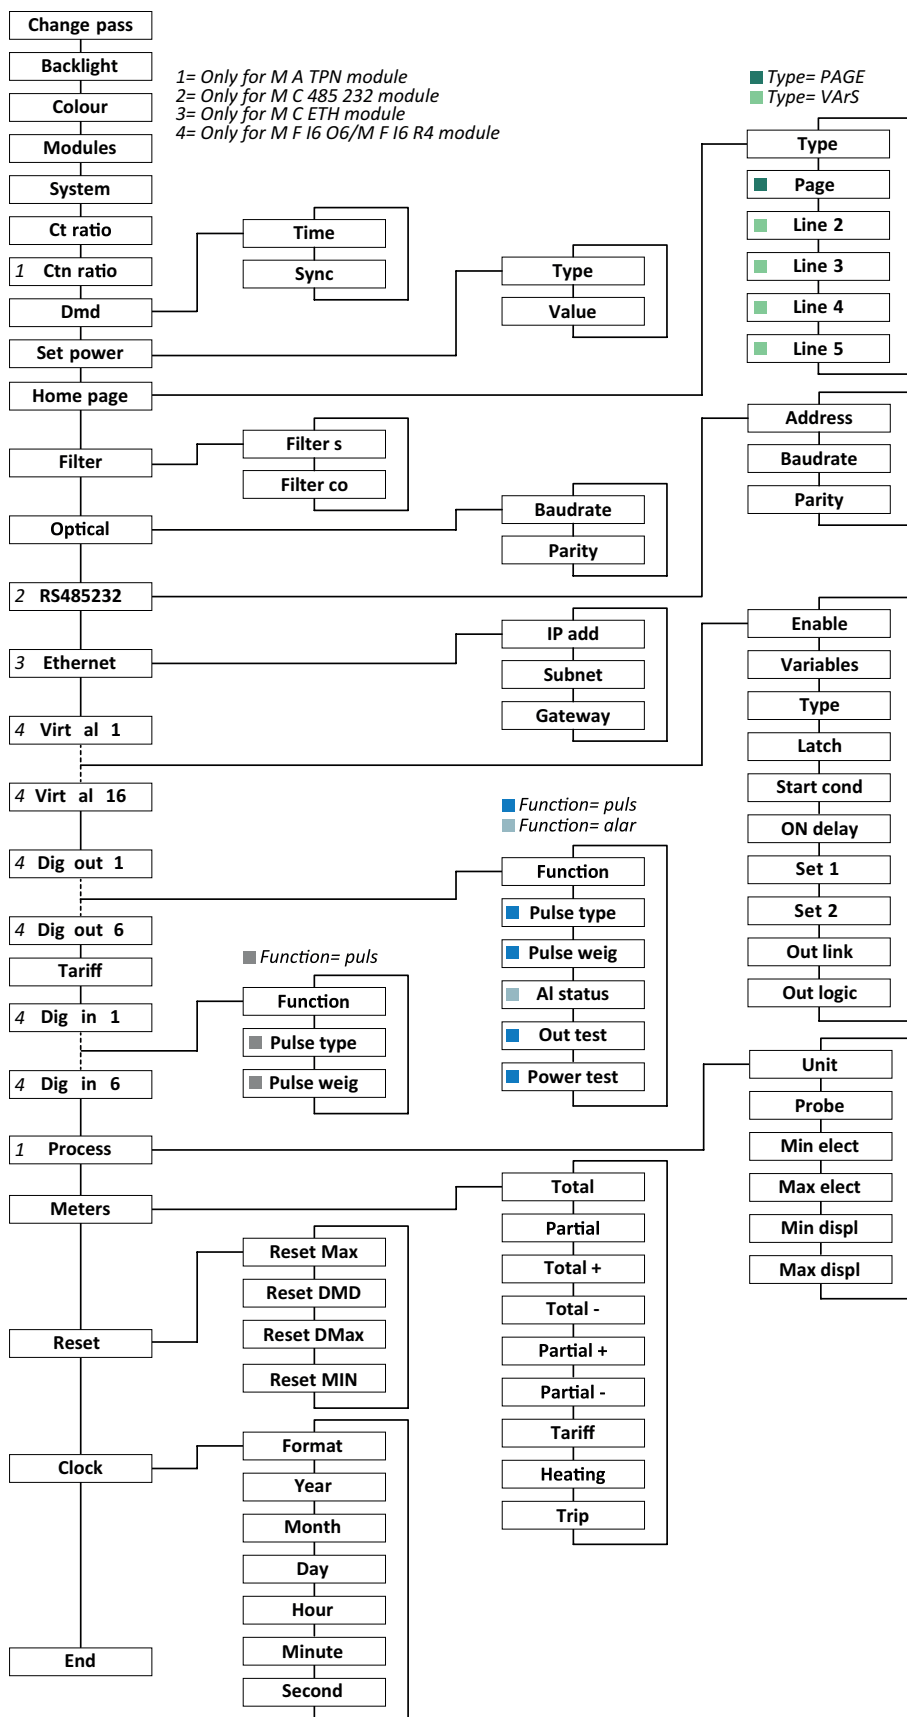 Change pass
Backlight
Colour
Modules
System
Ct ratio
1 Ctn ratio
Dmd
Set power
Home page
Filter
Optical
2 RS485232
3 Ethernet
4 Virt al 1
4 Virt al 16
4 Dig out 1
4 Dig out 6
Tariff
4 Dig in 1
4 Dig in 6
1 Process
Meters
Reset
Clock
End
1= Only for M A TPN module
2= Only for M C 485 232 module
3= Only for M C ETH module
4= Only for M F I6 O6/M F I6 R4 module
Time
Sync
Filter s
Filter co
Function= puls
Function
Pulse type
Pulse weig
Reset Max
Reset DMD
Reset DMax
Reset MIN
Format
Year
Month
Day
Hour
Minute
Second
Type
Value
Baudrate
Parity
IP add
Subnet
Gateway
Function= puls
Function= alar
Function
Pulse type
Pulse weig
Al status
Out test
Power test
Total
Partial
Total +
Total -
Partial +
Partial -
Tariff
Heating
Trip
Type= PAGE
Type= VArS
Type
Page
Line 2
Line 3
Line 4
Line 5
Address
Baudrate
Parity
Enable
Variables
Type
Latch
Start cond
ON delay
Set 1
Set 2
Out link
Out logic
Unit
Probe
Min elect
Max elect
Min displ
Max displ